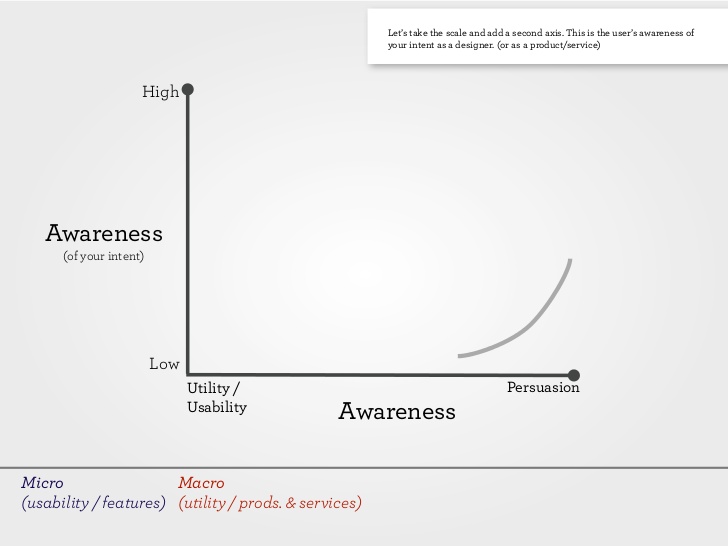 Let's take the scale and add a second axis. This is the user's awareness of
your intent as a designer. (or as a product/service)
High
Awareness
(of your intent)
Low
Utility /
Usability
Persuasion
Awareness
Micro
(usability / features)
Macro
(utility / prods. & services)